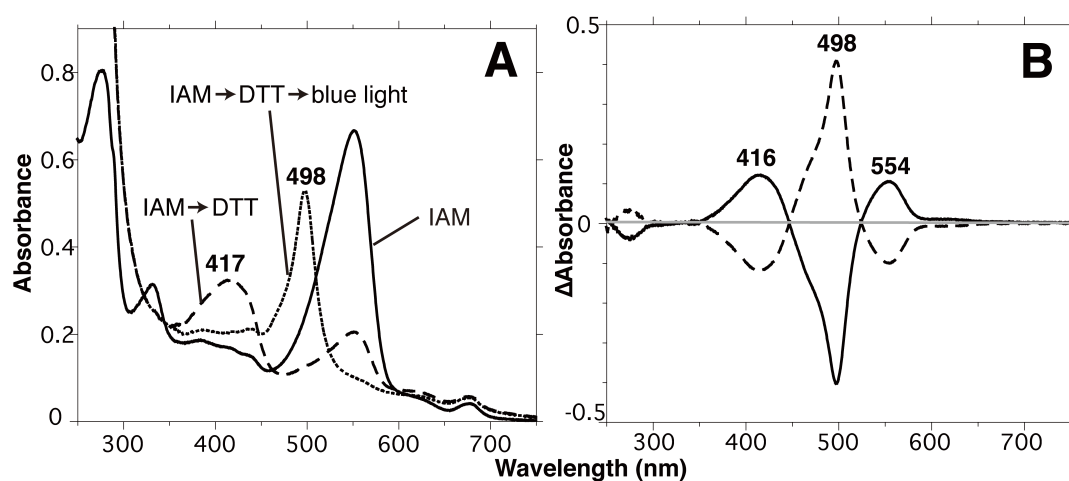 A
IAM→DTT→blue light
498
IAM→DTT
IAM
417
0.8
0.6
0.4
0.2
0
Absorbance
300 400 500 600 700
B
498
416
554
0.5
0
-0.5
ΔAbsorbance
300 400 500 600 700
Wavelength (nm)